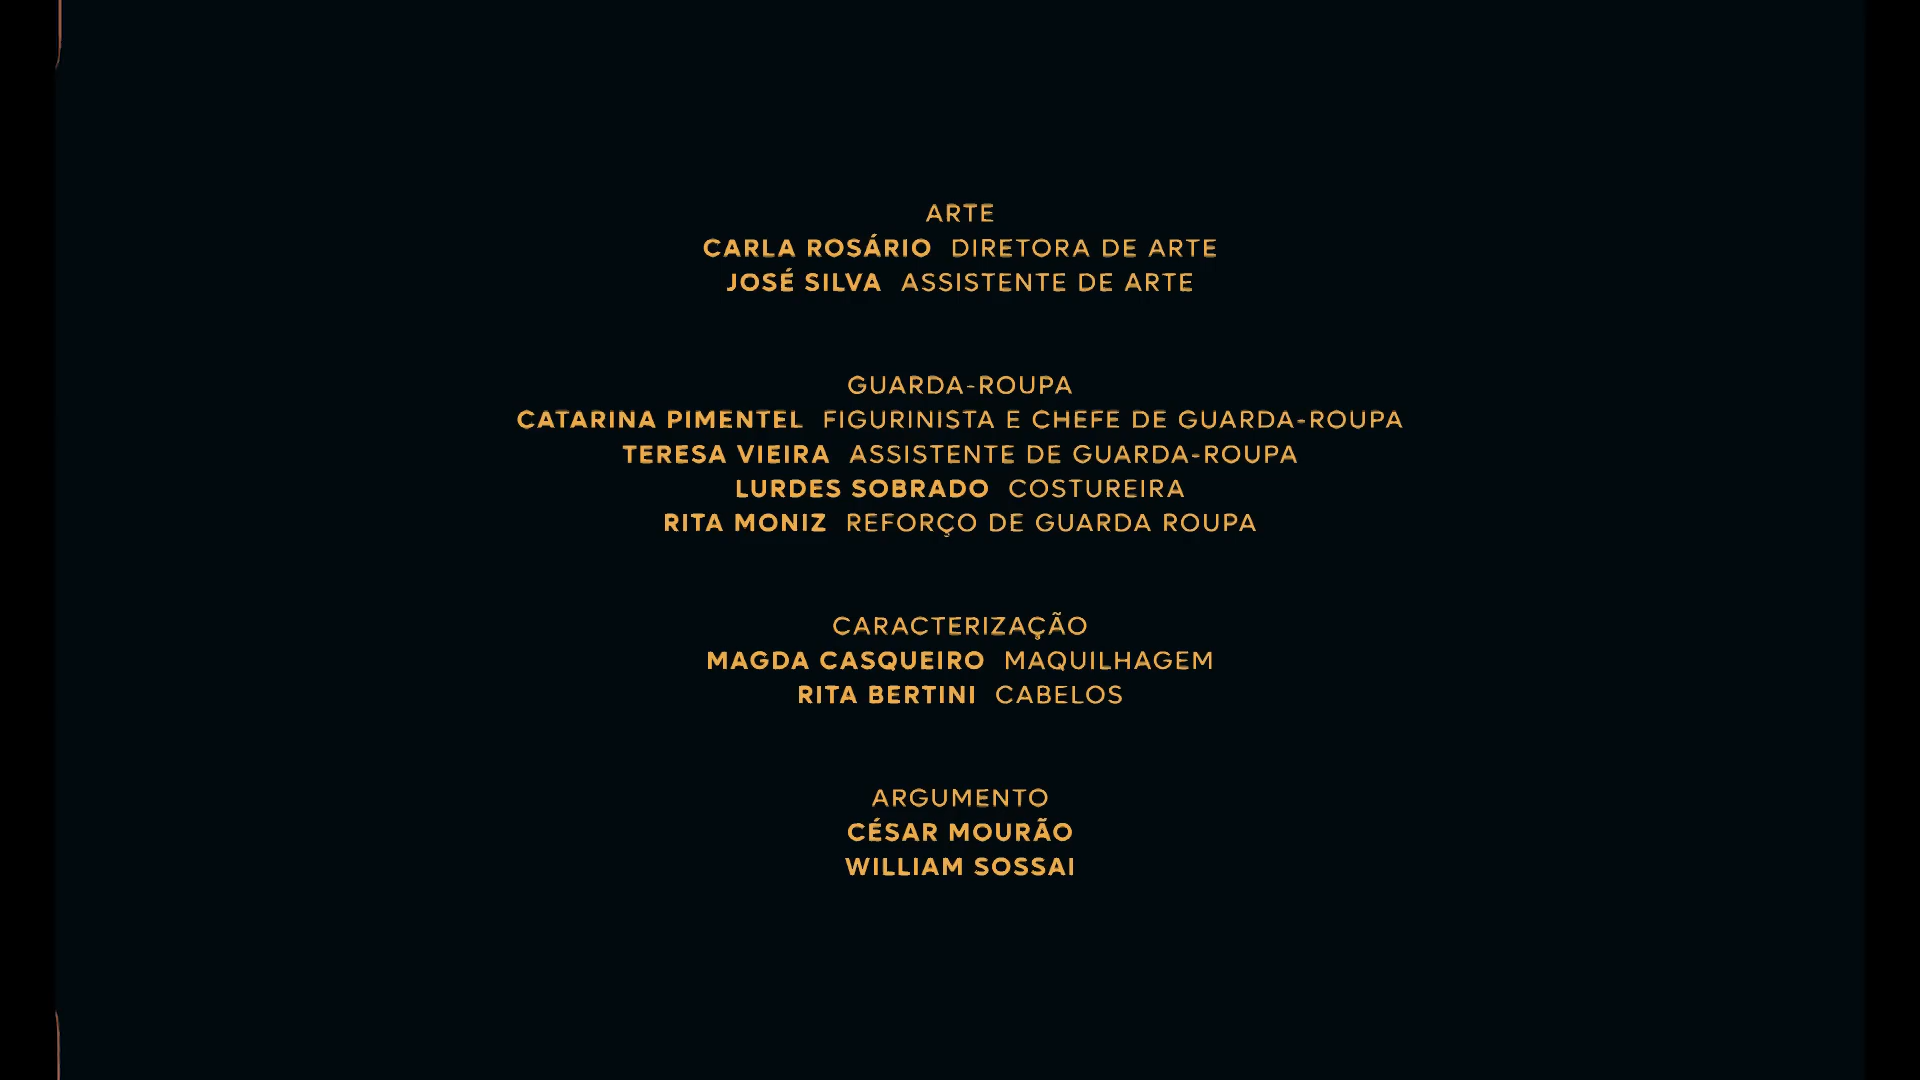 ARTE
CARLA ROSÁRIO DIRETORA DE ARTE
JOSÉ SILVA ASSISTENTE DE ARTE
GUARDA-ROUPA
CATARINA PIMENTEL FIGURINISTA E CHEFE DE GUARDA-ROUPA
TERESA VIEIRA ASSISTENTE DE GUARDA-ROUPA
LURDES SOBRADO COSTUREIRA
RITA MONIZ REFORÇO DE GUARDA ROUPA
CARACTERIZAÇÃO
MAGDA CASQUEIRO MAQUILHAGEM
RITA BERTINI CABELOS
ARGUMENTO
CÉSAR MOURÃO
WILLIAM SOSSAI